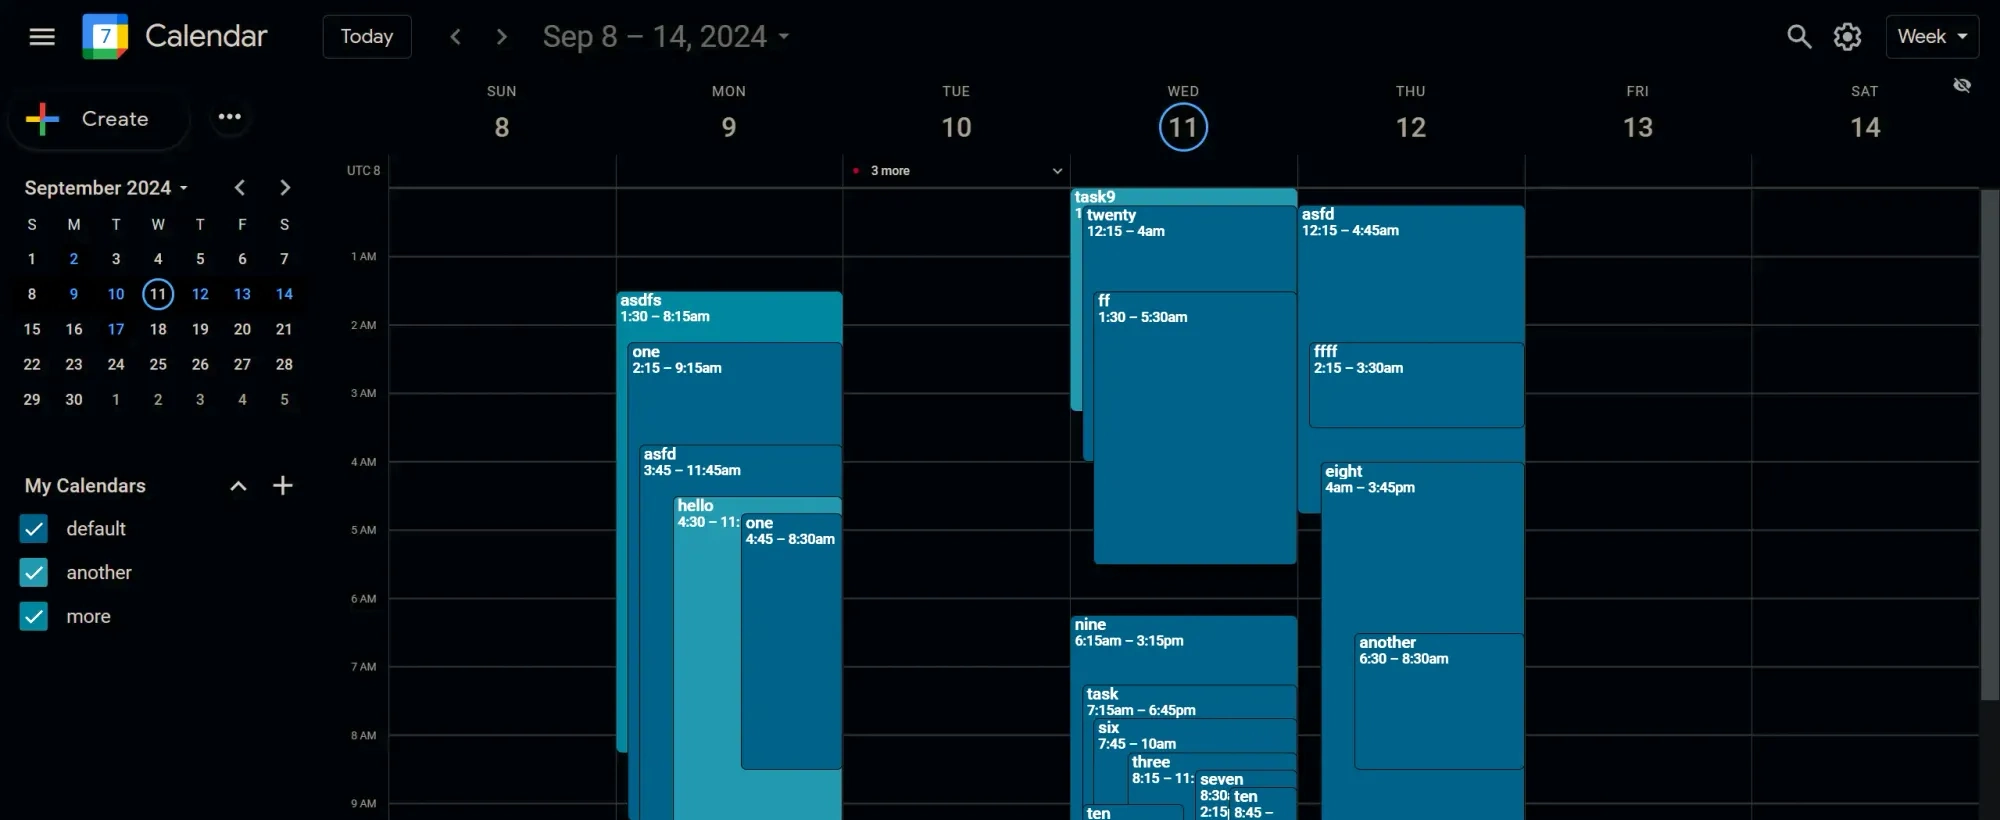 7 Calendar Today Sep 8 – 14, 2024 Week
Create
SUN MON TUE WED THU FRI SAT
8 9 10 11 12 13 14
UTC 8 3 more
September 2024
S M T W T F S
1 2 3 4 5 6 7
8 9 10 11 12 13 14
15 16 17 18 19 20 21
22 23 24 25 26 27 28
29 30 1 2 3 4 5
My Calendars
default
another
more
1 AM
2 AM
3 AM
4 AM
5 AM
6 AM
7 AM
8 AM
9 AM
asdfs
1:30 – 8:15am
one
2:15 – 9:15am
asfd
3:45 – 11:45am
hello
4:30 – 11:
one
4:45 – 8:30am
task9
1
twenty
12:15 – 4am
ff
1:30 – 5:30am
nine
6:15am – 3:15pm
task
7:15am – 6:45pm
six
7:45 – 10am
three
8:15 – 11:
seven
8:30
2:15
ten
8:45 –
ten
asfd
12:15 – 4:45am
ffff
2:15 – 3:30am
eight
4am – 3:45pm
another
6:30 – 8:30am